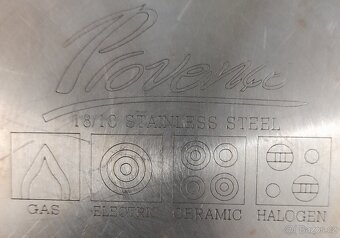 Provence
18/10 STAINLESS STEEL
GAS ELECTRIC CERAMIC HALOGEN